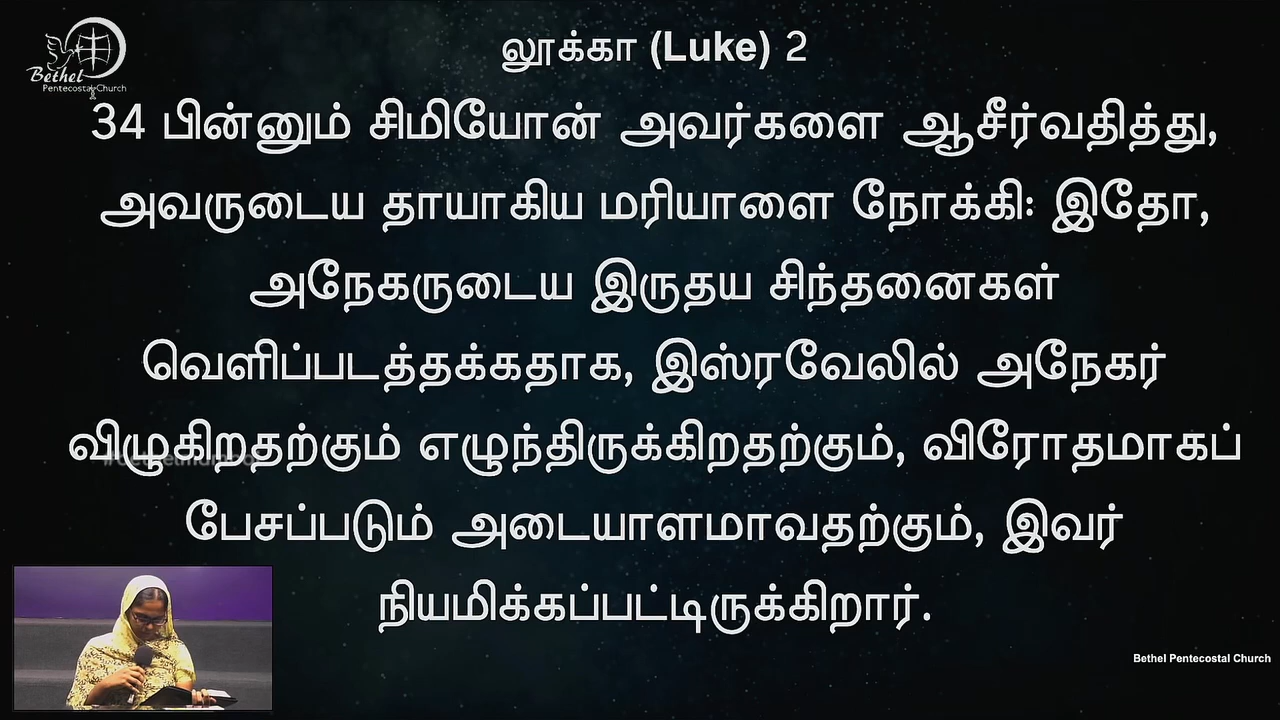 Bethel
Pentecostal Church
லூக்கா (Luke) 2
34 பின்னும் சிமியோன் அவர்களை ஆசீர்வதித்து,
அவருடைய தாயாகிய மரியாளை நோக்கி: இதோ,
அநேகருடைய இருதய சிந்தனைகள்
வெளிப்படத்தக்கதாக, இஸ்ரவேலில் அநேகர்
விழுகிறதற்கும் எழுந்திருக்கிறதற்கும், விரோதமாகப்
பேசப்படும் அடையாளமாவதற்கும், இவர்
நியமிக்கப்பட்டிருக்கிறார்.
Bethel Pentecostal Church